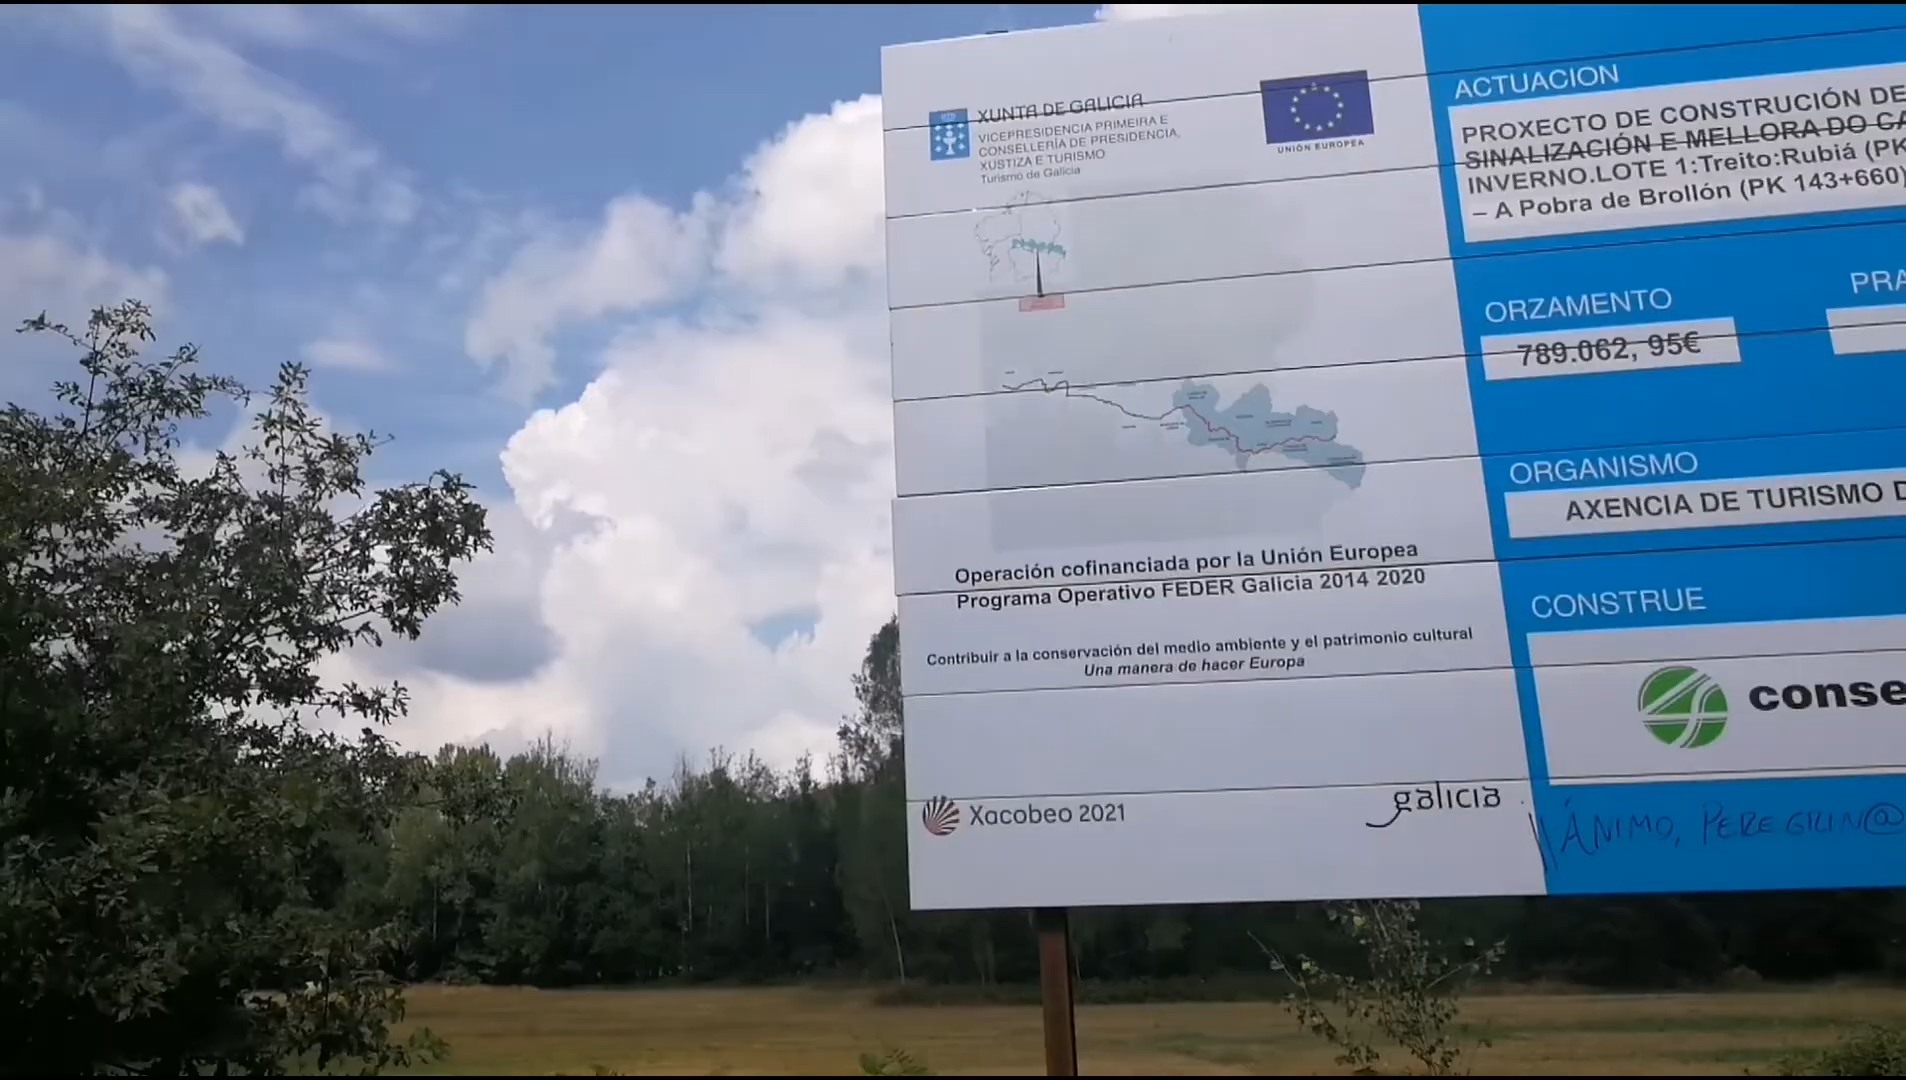 XUNTA DE GALICIA
VICEPRESIDENCIA PRIMEIRA E
CONSELLERÍA DE PRESIDENCIA,
XUSTIZA E TURISMO
Turismo de Galicia
UNIÓN EUROPEA
Operación cofinanciada por la Unión Europea
Programa Operativo FEDER Galicia 2014 2020
Contribuir a la conservación del medio ambiente y el patrimonio cultural
Una manera de hacer Europa
Xacobeo 2021
galicia
ACTUACION
PROXECTO DE CONSTRUCIÓN DE
SINALIZACIÓN E MELLORA DO CA
INVERNO.LOTE 1:Treito:Rubiá (PK
– A Pobra de Brollón (PK 143+660)
ORZAMENTO
789.062, 95€
PRA
ORGANISMO
AXENCIA DE TURISMO D
CONSTRUE
conse
ÁNIMO, PEREGRIN@